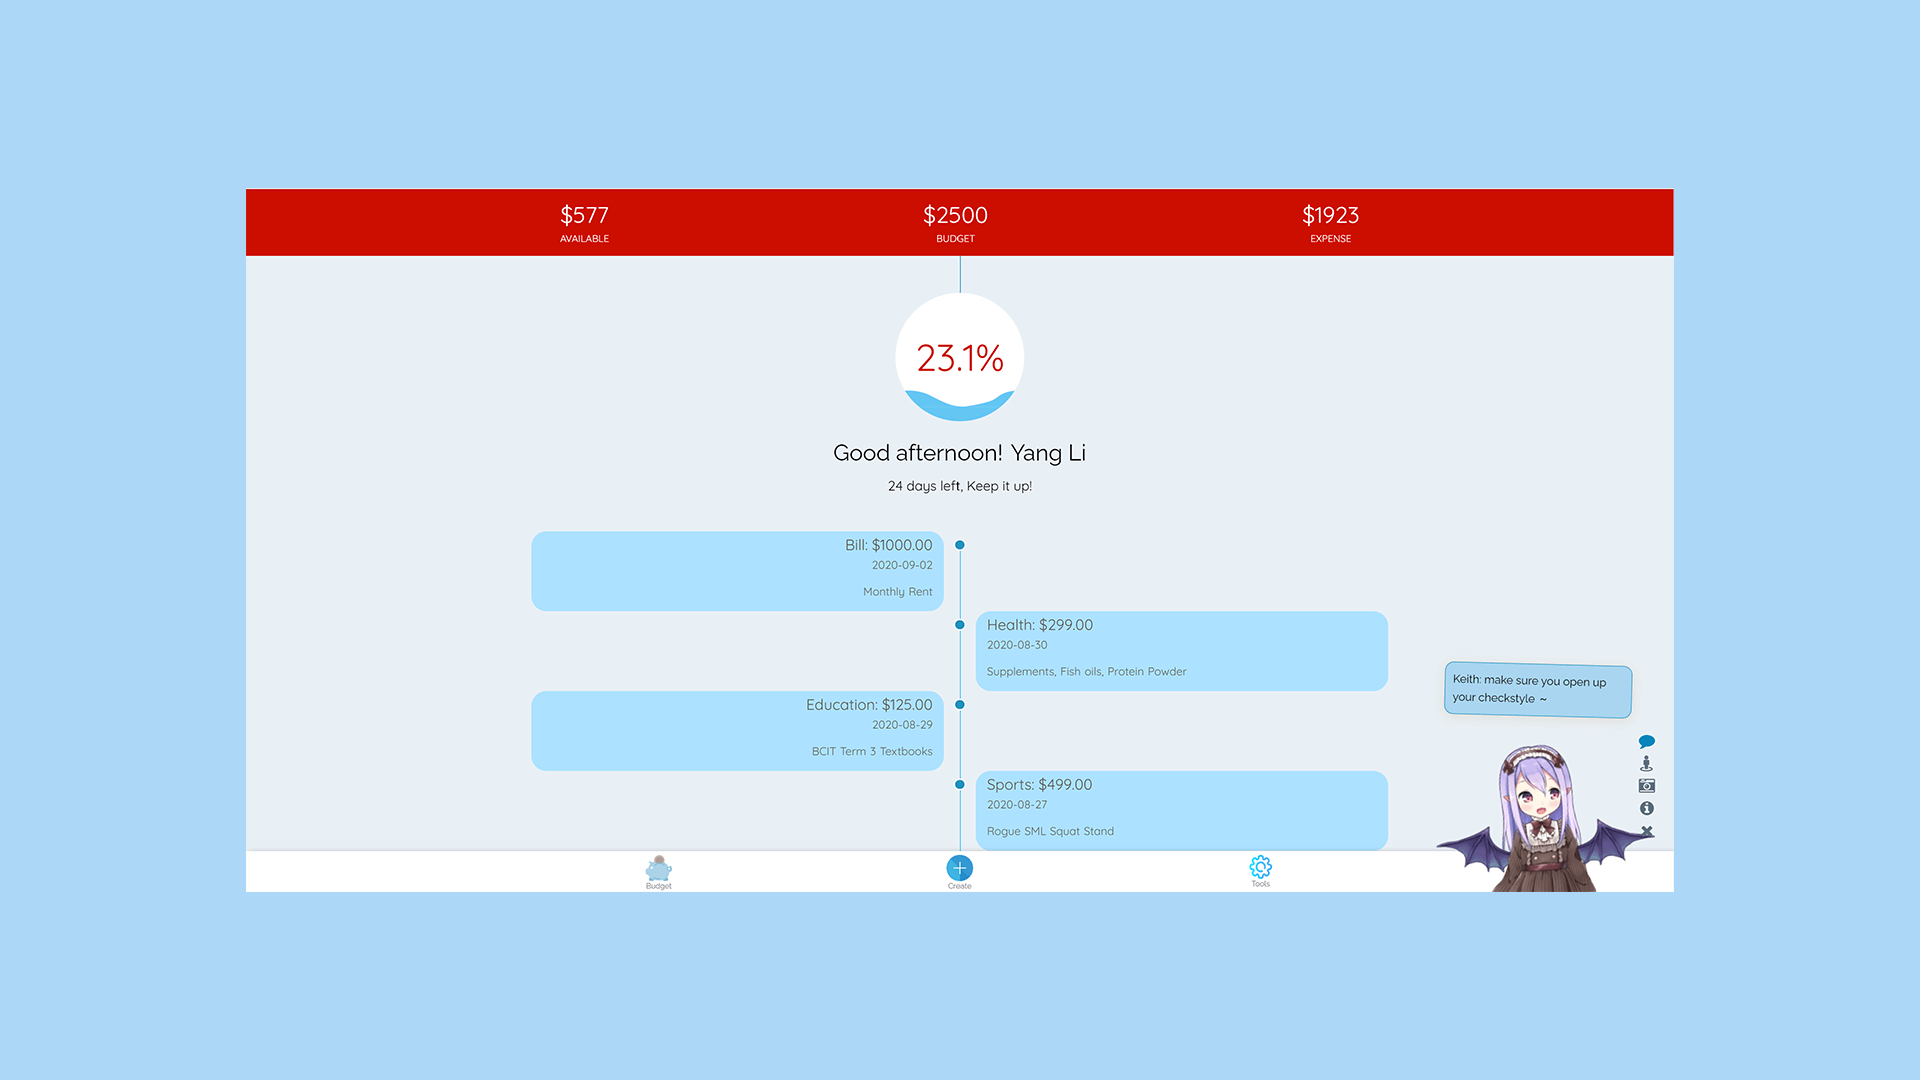 $577
AVAILABLE
$2500
BUDGET
$1923
EXPENSE
23.1%
Good afternoon! Yang Li
24 days left, Keep it up!
Bill: $1000.00
2020-09-02
Monthly Rent
Health: $299.00
2020-08-30
Supplements, Fish oils, Protein Powder
Education: $125.00
2020-08-29
BCIT Term 3 Textbooks
Sports: $499.00
2020-08-27
Rogue SML Squat Stand
Keith: make sure you open up
your checkstyle ~
Budget
Create
Tools